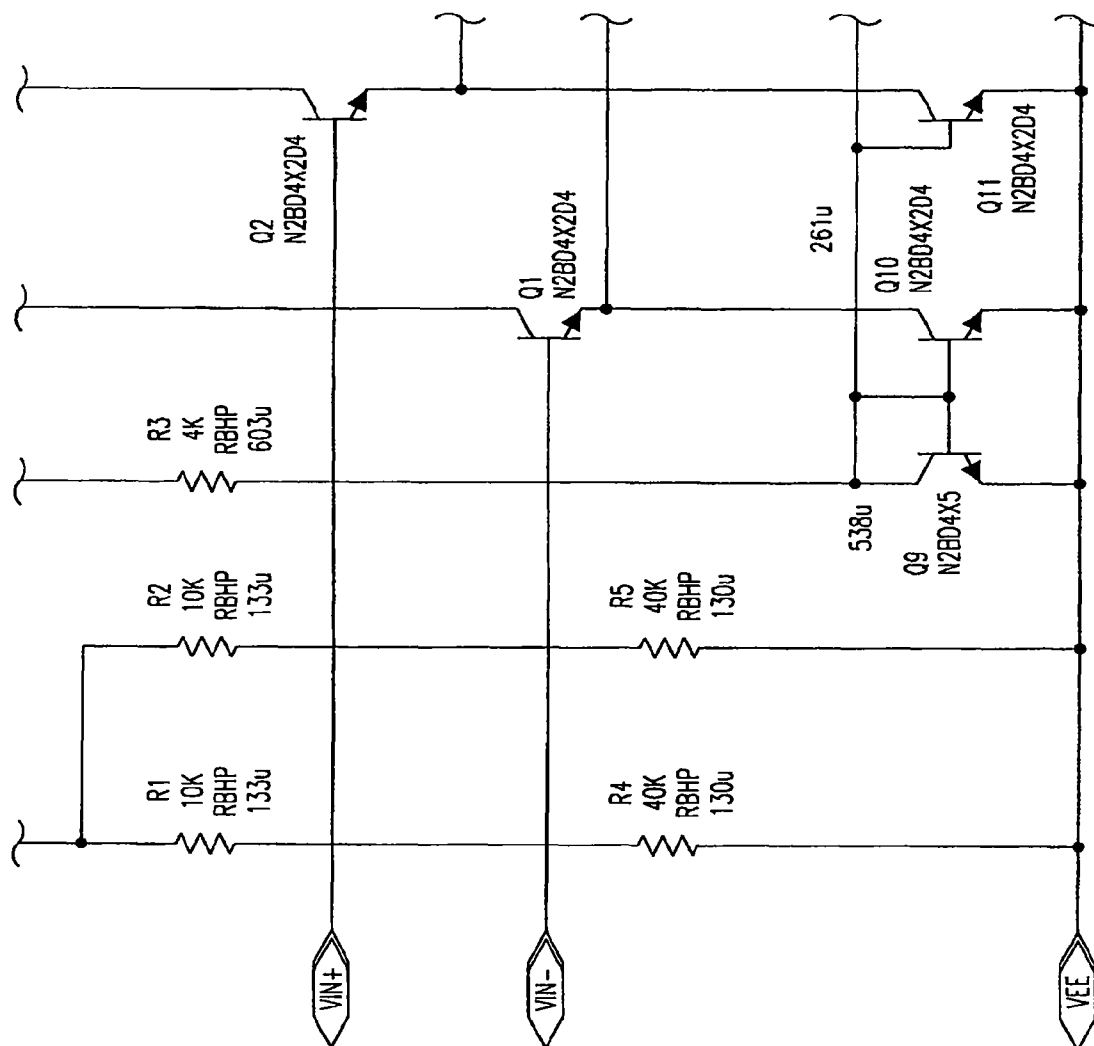 R1
10K
RBHP
133u
R2
10K
RBHP
133u
R3
4K
RBHP
603u
Q2
N2BD4X2D4
VIN+
Q1
N2BD4X2D4
VIN-
R4
40K
RBHP
130u
R5
40K
RBHP
130u
538u
261u
Q9
N2BD4X5
Q10
N2BD4X2D4
Q11
N2BD4X2D4
VEE